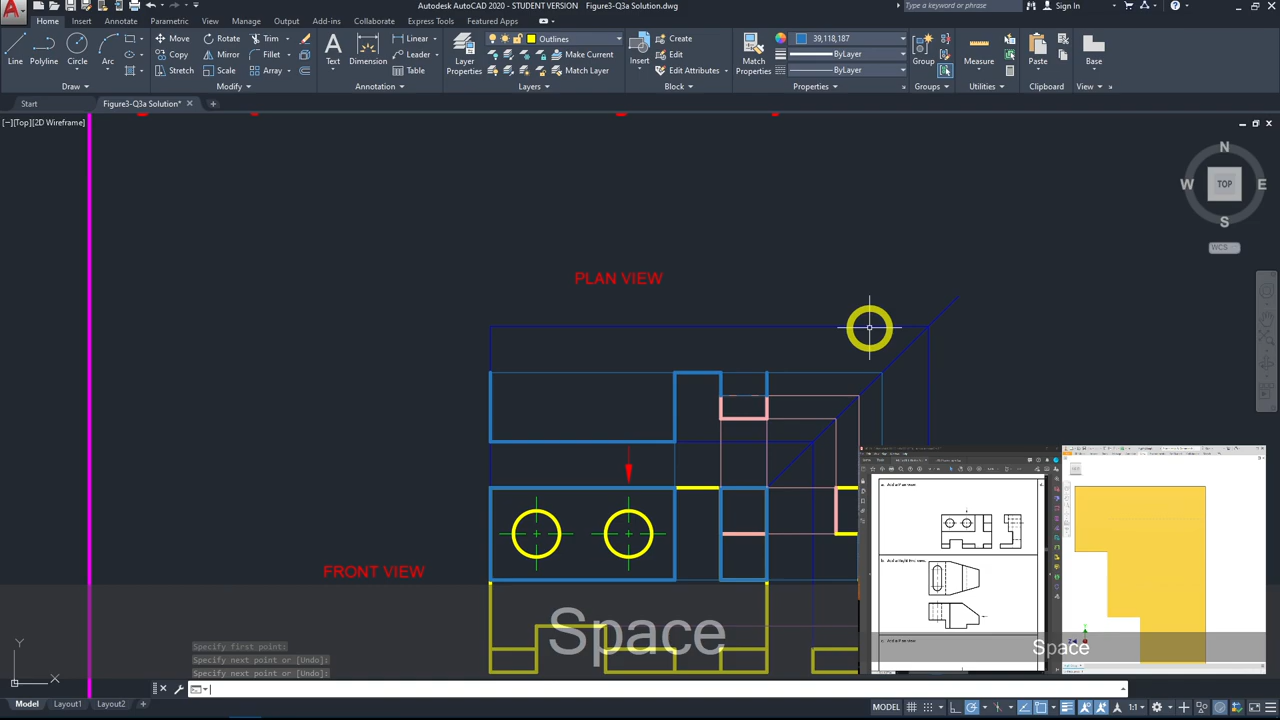 Autodesk AutoCAD 2020 - STUDENT VERSION Figure3-Q3a Solution.dwg
Type a keyword or phrase
Sign In
Home Insert Annotate Parametric View Manage Output Add-ins Collaborate Express Tools Featured Apps
Line Polyline Circle Arc
Move Rotate Trim
Copy Mirror Fillet
Stretch Scale Array
Text Dimension
Linear
Leader
Table
Layer Properties
Outlines
Make Current
Match Layer
Insert
Create
Edit
Edit Attributes
Match Properties
39,118,187
ByLayer
ByLayer
Group
Measure
Paste
Base
Draw Modify Annotation Layers Block Properties Groups Utilities Clipboard View
Start Figure3-Q3a Solution*
[−][Top][2D Wireframe]
N
W TOP E
S
WCS
PLAN VIEW
FRONT VIEW
Space
Space
Y
X
Specify first point:
Specify next point or [Undo]:
Specify next point or [Undo]:
Model Layout1 Layout2
MODEL
1:1